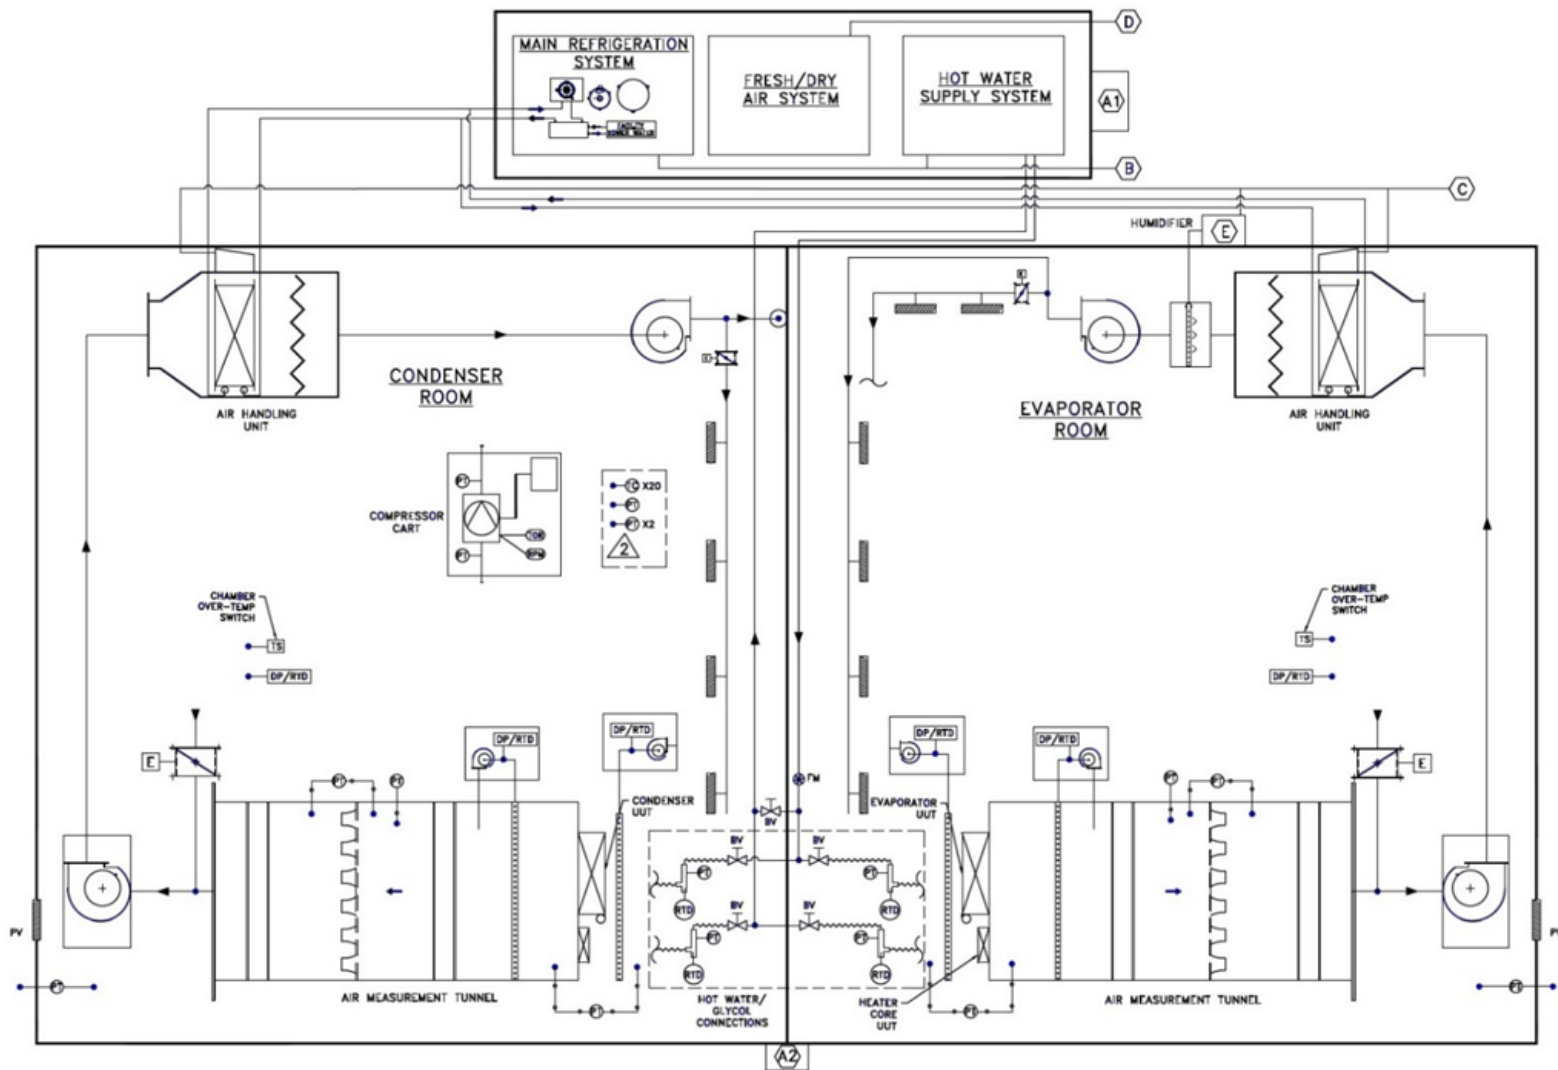 D
MAIN REFRIGERATION
SYSTEM
FRESH/DRY
AIR SYSTEM
HOT WATER
SUPPLY SYSTEM
A1
B
C
HUMIDIFIER
E
E
E
CONDENSER
ROOM
AIR HANDLING
UNIT
EVAPORATOR
ROOM
AIR HANDLING
UNIT
COMPRESSOR
CART
PT
PT
TOR
RPM
TC X20
PT
PT X2
2
CHAMBER
OVER-TEMP
SWITCH
TS
DP/RTD
CHAMBER
OVER-TEMP
SWITCH
TS
DP/RTD
DP/RTD
DP/RTD
DP/RTD
DP/RTD
E
E
PT
PT
PT
PT
FM
BV
CONDENSER
UUT
EVAPORATOR
UUT
BV
BV
PT
PT
RTD
RTD
BV
BV
PT
PT
RTD
RTD
PV
PV
PT
PT
PT
PT
AIR MEASUREMENT TUNNEL
HOT WATER/
GLYCOL
CONNECTIONS
HEATER
CORE
UUT
AIR MEASUREMENT TUNNEL
A2